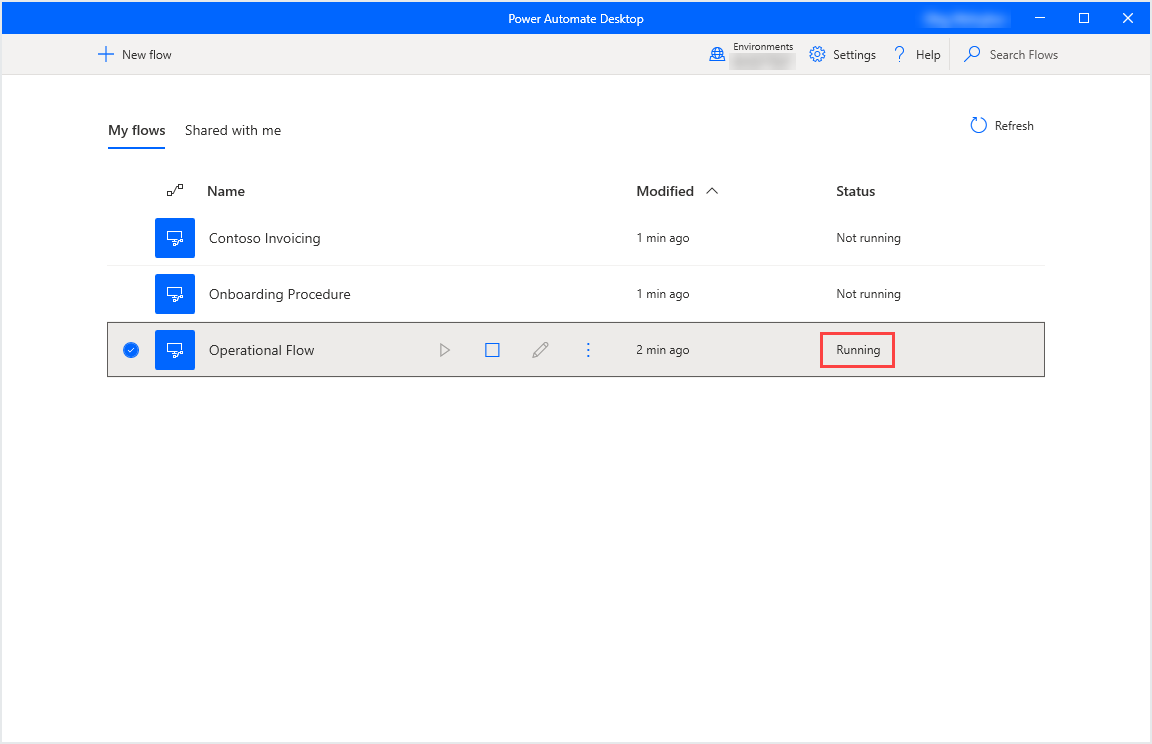 Power Automate Desktop
New flow
Environments
Settings
Help
Search Flows
My flows
Shared with me
Refresh
Name
Modified
Status
Contoso Invoicing
1 min ago
Not running
Onboarding Procedure
1 min ago
Not running
Operational Flow
2 min ago
Running